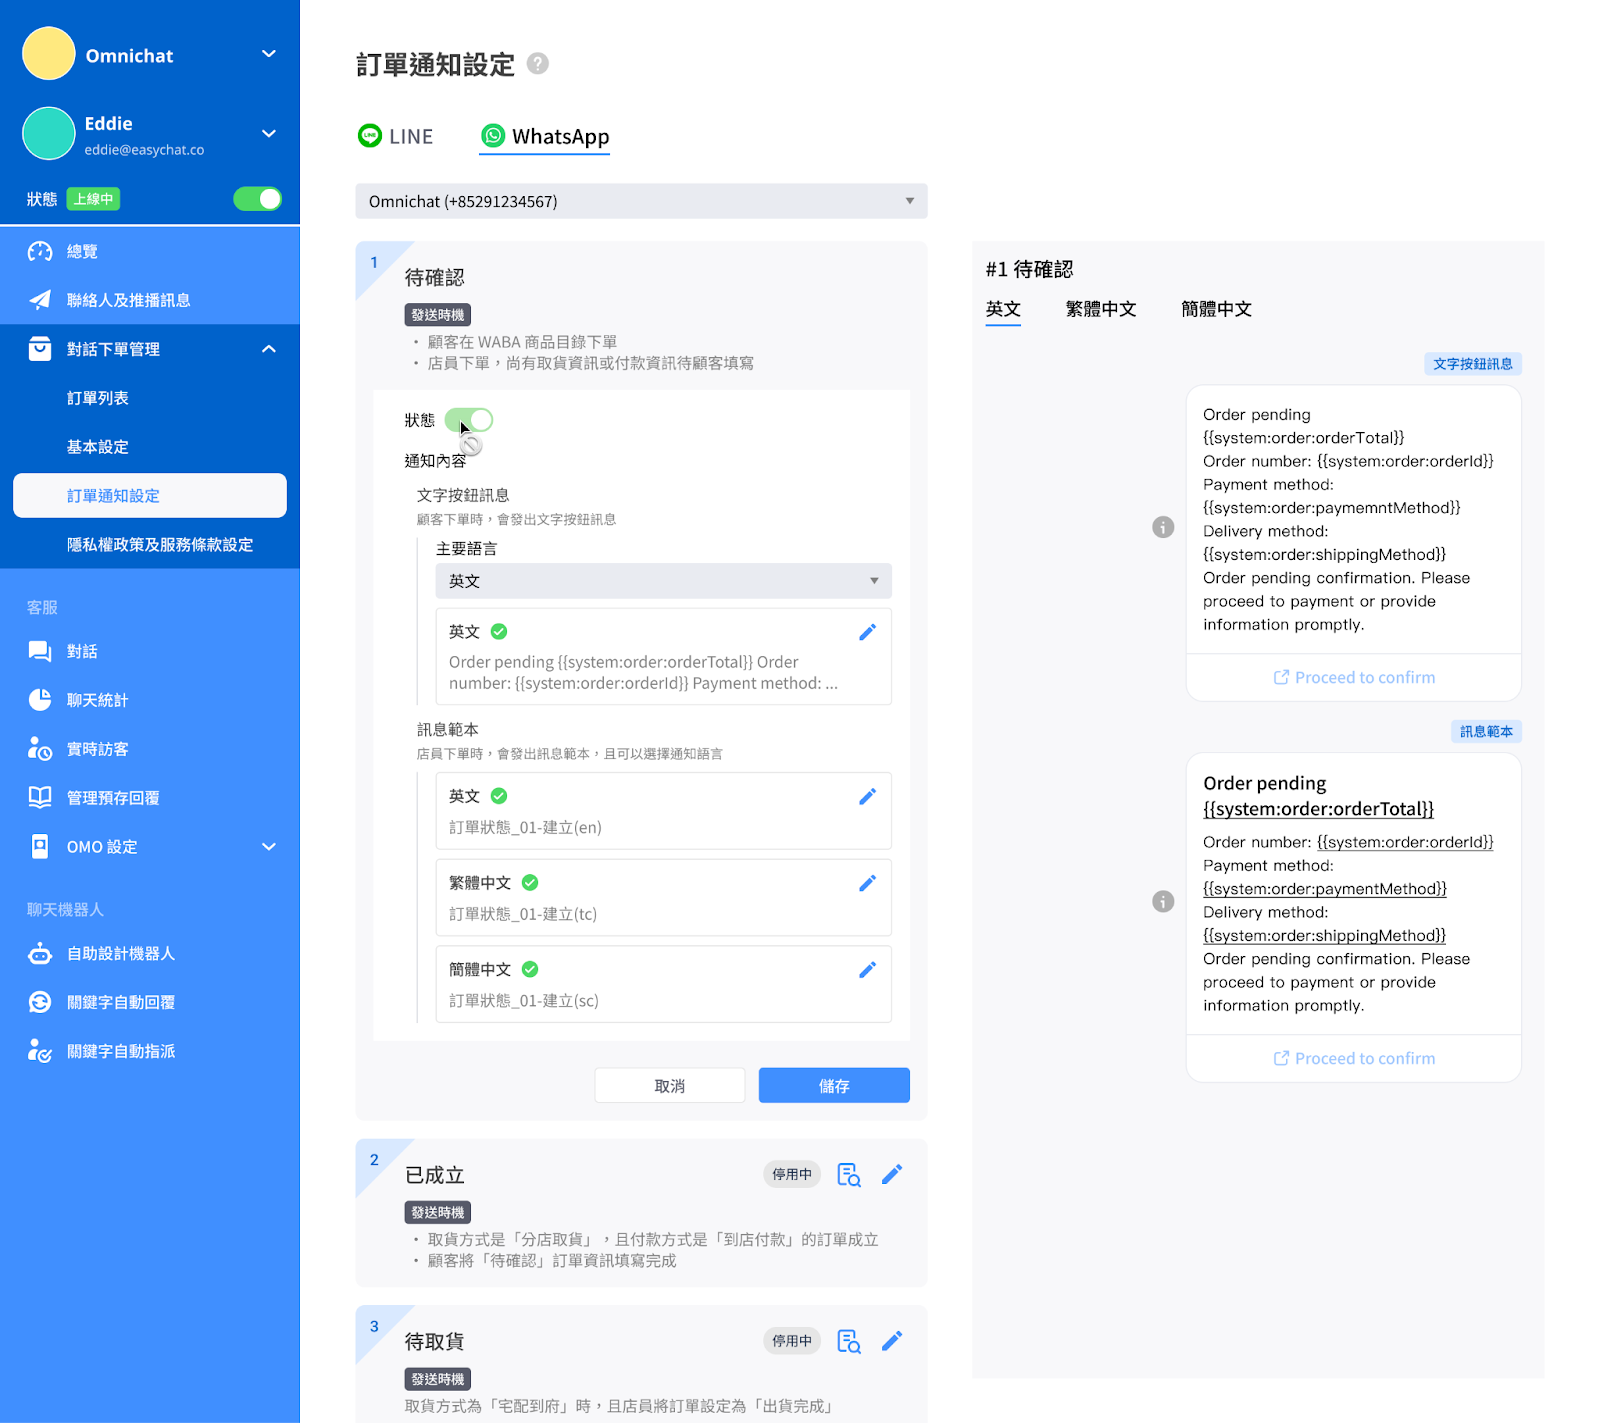 Omnichat
Eddie
eddie@easychat.co
狀態 上線中
總覽
聯絡人及推播訊息
對話下單管理
訂單列表
基本設定
訂單通知設定
隱私權政策及服務條款設定
客服
對話
聊天統計
實時訪客
管理預存回覆
OMO 設定
聊天機器人
自助設計機器人
關鍵字自動回覆
關鍵字自動指派
訂單通知設定 ?
LINE
WhatsApp
Omnichat (+85291234567)
1
待確認
發送時機
・ 顧客在 WABA 商品目錄下單
・ 店員下單，尚有取貨資訊或付款資訊待顧客填寫
狀態
通知內容
文字按鈕訊息
顧客下單時，會發出文字按鈕訊息
主要語言
英文
英文
Order pending {{system:order:orderTotal}} Order
number: {{system:order:orderId}} Payment method: ...
訊息範本
店員下單時，會發出訊息範本，且可以選擇通知語言
英文
訂單狀態_01-建立(en)
繁體中文
訂單狀態_01-建立(tc)
簡體中文
訂單狀態_01-建立(sc)
取消
儲存
2
已成立
停用中
發送時機
・ 取貨方式是「分店取貨」，且付款方式是「到店付款」的訂單成立
・ 顧客將「待確認」訂單資訊填寫完成
3
待取貨
停用中
發送時機
取貨方式為「宅配到府」時，且店員將訂單設定為「出貨完成」
#1 待確認
英文
繁體中文
簡體中文
文字按鈕訊息
Order pending
{{system:order:orderTotal}}
Order number: {{system:order:orderId}}
Payment method:
{{system:order:paymemntMethod}}
Delivery method:
{{system:order:shippingMethod}}
Order pending confirmation. Please
proceed to payment or provide
information promptly.
Proceed to confirm
訊息範本
Order pending
{{system:order:orderTotal}}
Order number: {{system:order:orderId}}
Payment method:
{{system:order:paymentMethod}}
Delivery method:
{{system:order:shippingMethod}}
Order pending confirmation. Please
proceed to payment or provide
information promptly.
Proceed to confirm